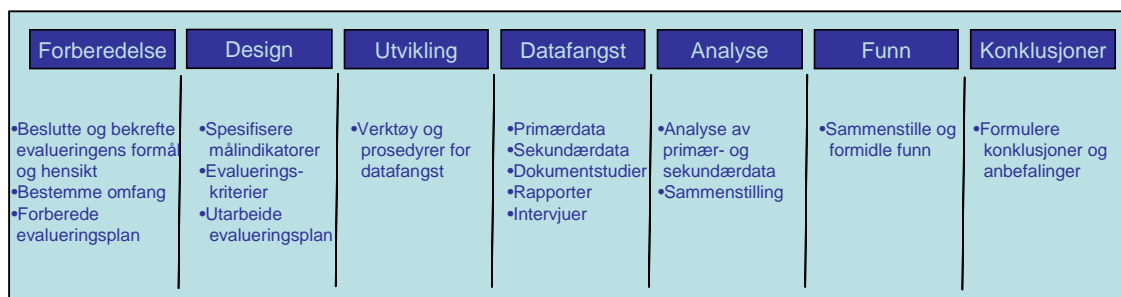 Forberedelse
Design
Utvikling
Datafangst
Analyse
Funn
Konklusjoner
•Beslutte og bekrefte
evalueringens formål
og hensikt
•Bestemme omfang
•Forberede
evalueringsplan
•Spesifisere
målindikatorer
•Evaluerings-
kriterier
•Utarbeide
evalueringsplan
•Verktøy og
prosedyrer for
datafangst
•Primærdata
•Sekundærdata
•Dokumentstudier
•Rapporter
•Intervjuer
•Analyse av
primær- og
sekundærdata
•Sammenstilling
•Sammenstille og
formidle funn
•Formulere
konklusjoner og
anbefalinger